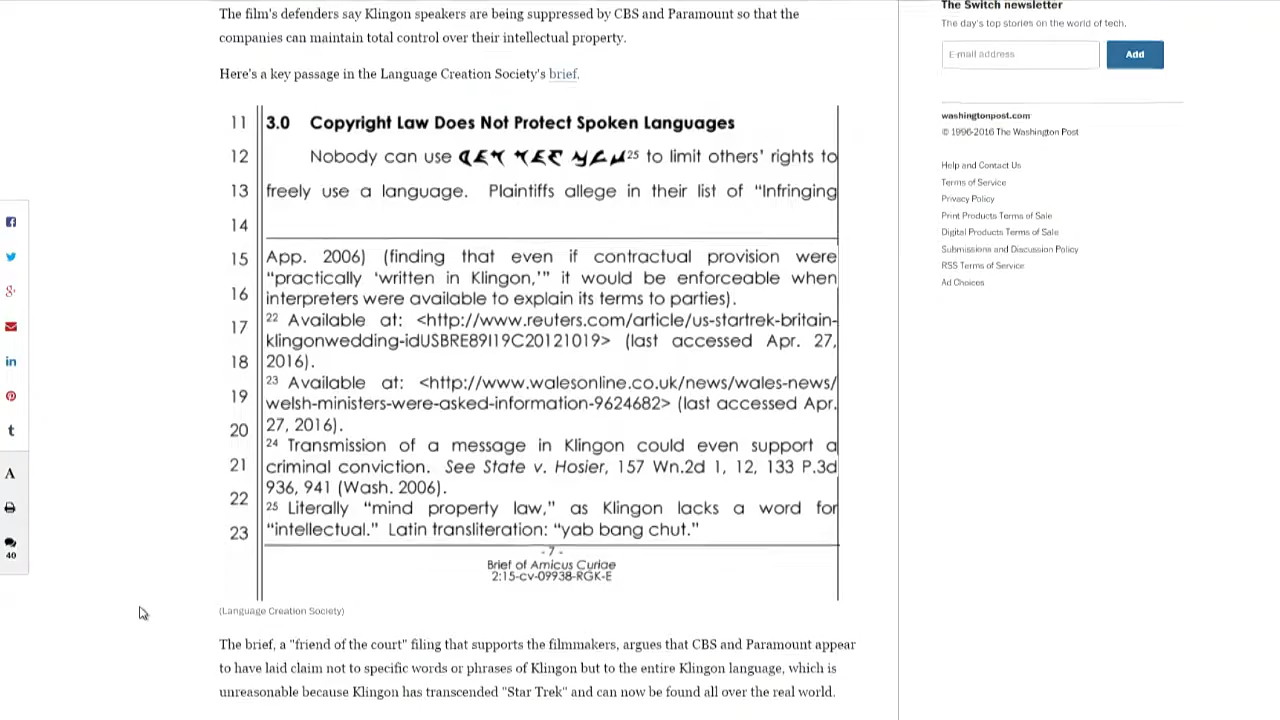 The film's defenders say Klingon speakers are being suppressed by CBS and Paramount so that the
companies can maintain total control over their intellectual property.
Here's a key passage in the Language Creation Society's brief.
11 3.0 Copyright Law Does Not Protect Spoken Languages
12 Nobody can use 25 to limit others' rights to
13 freely use a language. Plaintiffs allege in their list of “Infringing
14
15 App. 2006) (finding that even if contractual provision were
“practically ‘written in Klingon,’” it would be enforceable when
16 interpreters were available to explain its terms to parties).
17 22 Available at: <http://www.reuters.com/article/us-startrek-britain-
klingonwedding-idUSBRE89I19C20121019> (last accessed Apr. 27,
18 2016).
23 Available at: <http://www.walesonline.co.uk/news/wales-news/
19 welsh-ministers-were-asked-information-9624682> (last accessed Apr.
20 27, 2016).
24 Transmission of a message in Klingon could even support a
21 criminal conviction. See State v. Hosier, 157 Wn.2d 1, 12, 133 P.3d
936, 941 (Wash. 2006).
22 25 Literally “mind property law,” as Klingon lacks a word for
23 “intellectual.” Latin transliteration: “yab bang chut.”
- 7 -
Brief of Amicus Curiae
2:15-cv-09938-RGK-E
(Language Creation Society)
The brief, a "friend of the court" filing that supports the filmmakers, argues that CBS and Paramount appear
to have laid claim not to specific words or phrases of Klingon but to the entire Klingon language, which is
unreasonable because Klingon has transcended "Star Trek" and can now be found all over the real world.
The Switch newsletter
The day's top stories on the world of tech.
E-mail address
Add
washingtonpost.com
© 1996-2016 The Washington Post
Help and Contact Us
Terms of Service
Privacy Policy
Print Products Terms of Sale
Digital Products Terms of Sale
Submissions and Discussion Policy
RSS Terms of Service
Ad Choices
A
40